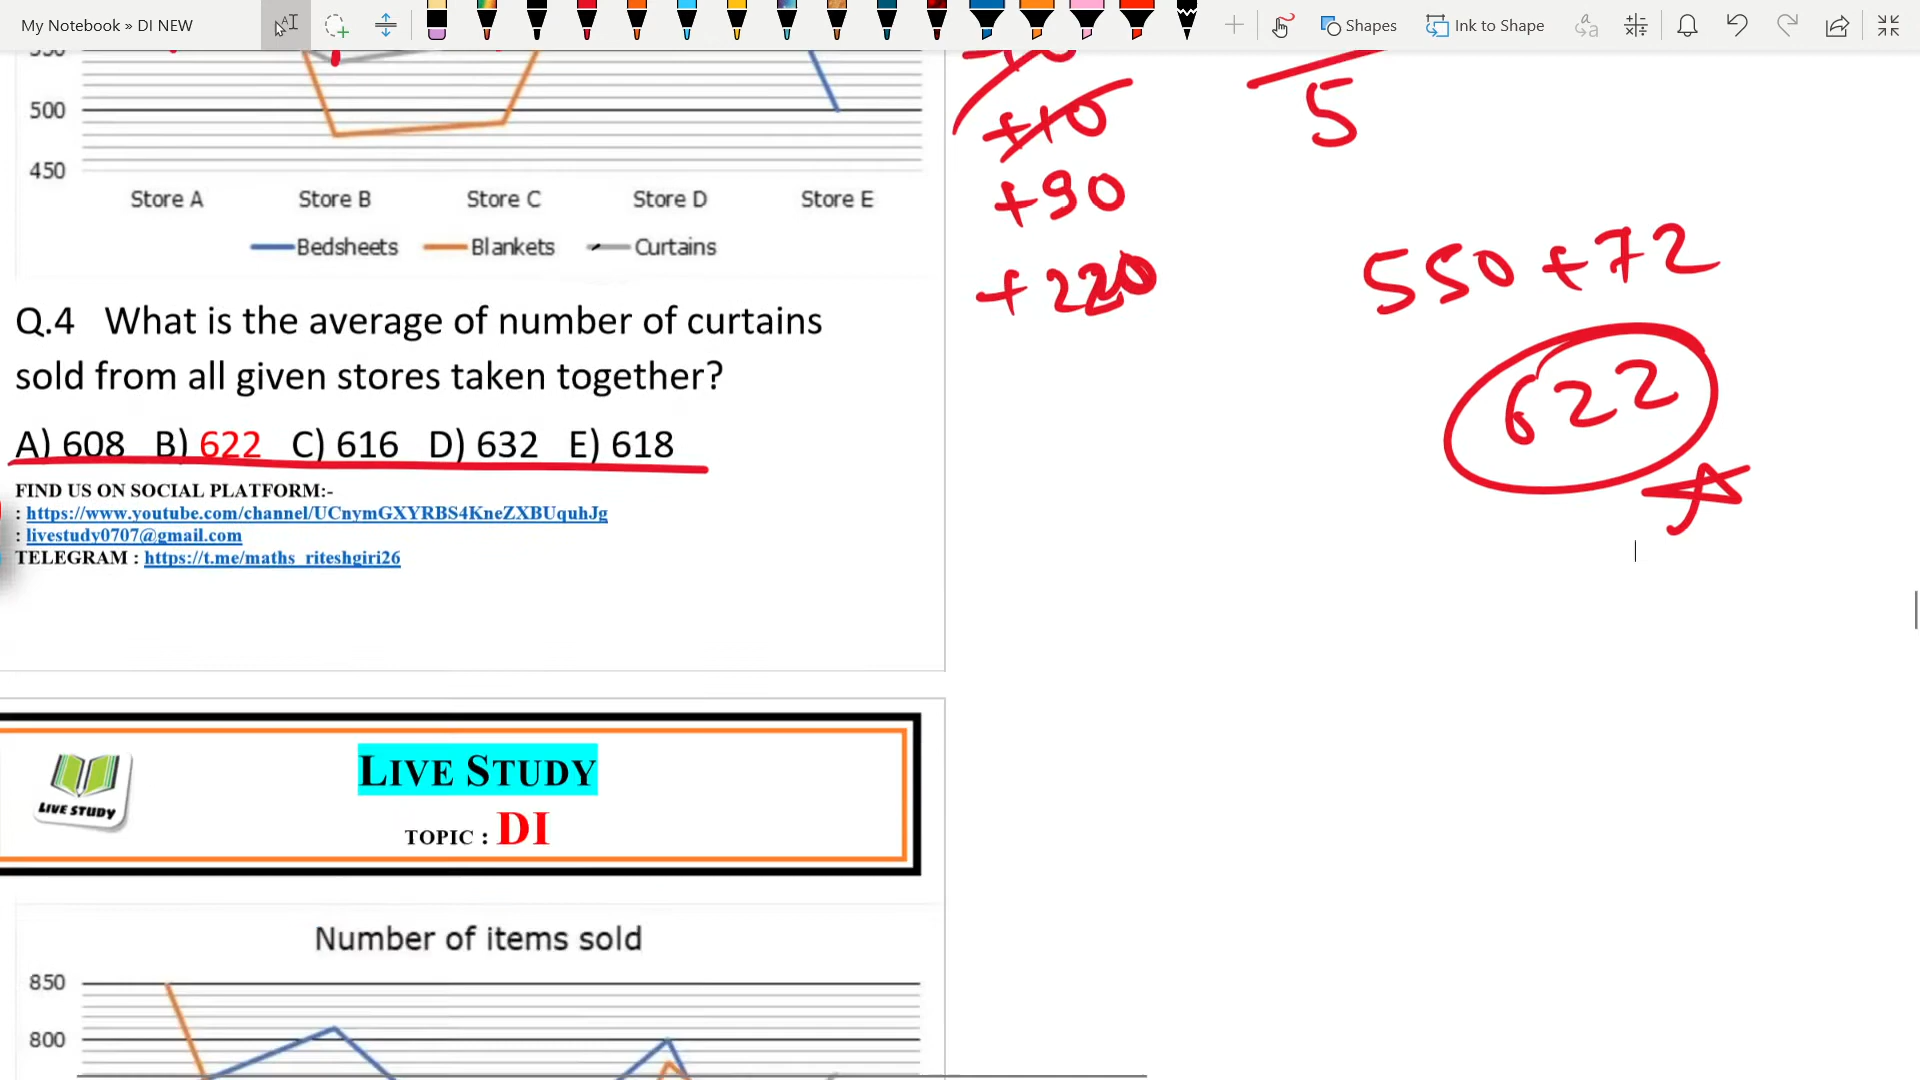 My Notebook » DI NEW
Shapes
Ink to Shape
500
450
Store A Store B Store C Store D Store E
Bedsheets Blankets Curtains
Q.4 What is the average of number of curtains
sold from all given stores taken together?
A) 608 B) 622 C) 616 D) 632 E) 618
FIND US ON SOCIAL PLATFORM:-
: https://www.youtube.com/channel/UCnymGXYRBS4KneZXBUquhJg
: livestudy0707@gmail.com
TELEGRAM : https://t.me/maths_riteshgiri26
+10
+90
+220
5
550+72
622
LIVE STUDY
LIVE STUDY
TOPIC : DI
Number of items sold
850
800